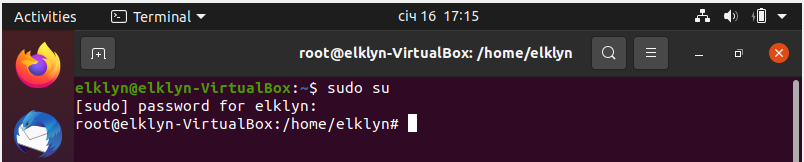 Activities Terminal січ 16 17:15
root@elklyn-VirtualBox: /home/elklyn
elklyn@elklyn-VirtualBox:~$ sudo su
[sudo] password for elklyn:
root@elklyn-VirtualBox:/home/elklyn#